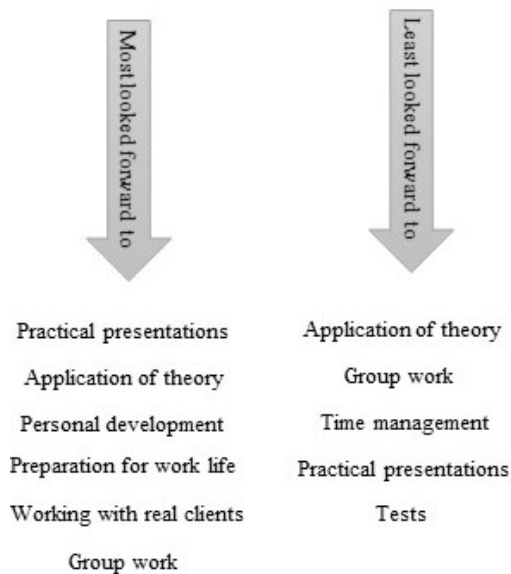 Most looked forward to
Practical presentations
Application of theory
Personal development
Preparation for work life
Working with real clients
Group work
Least looked forward to
Application of theory
Group work
Time management
Practical presentations
Tests